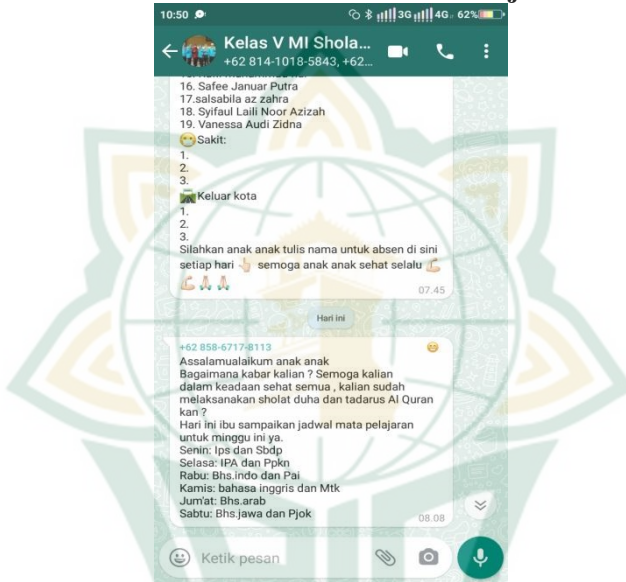 10:50
3G 4G 62%
Kelas V MI Shola...
+62 814-1018-5843, +62...
16. Safee Januar Putra
17.salsabila az zahra
18. Syifaul Laili Noor Azizah
19. Vanessa Audi Zidna
😷Sakit:
1.
2.
3.
🛣️Keluar kota
1.
2.
3.
Silahkan anak anak tulis nama untuk absen di sini
setiap hari 👆 semoga anak anak sehat selalu 💪
💪🙏🙏
07.45
Hari ini
+62 858-6717-8113
Assalamualaikum anak anak
Bagaimana kabar kalian ? Semoga kalian
dalam keadaan sehat semua , kalian sudah
melaksanakan sholat duha dan tadarus Al Quran
kan ?
Hari ini ibu sampaikan jadwal mata pelajaran
untuk minggu ini ya.
Senin: Ips dan Sbdp
Selasa: IPA dan Ppkn
Rabu: Bhs.indo dan Pai
Kamis: bahasa inggris dan Mtk
Jum'at: Bhs.arab
Sabtu: Bhs.jawa dan Pjok
08.08
Ketik pesan